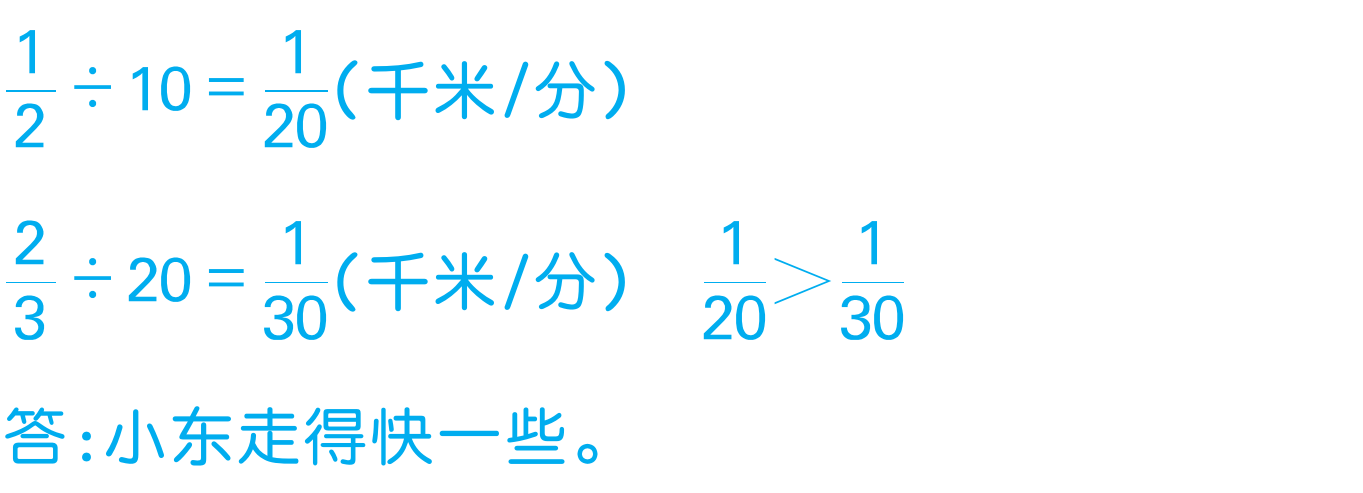 1/2 ÷ 10 = 1/20 (千米/分)
2/3 ÷ 20 = 1/30 (千米/分) 1/20 > 1/30
答:小东走得快一些。